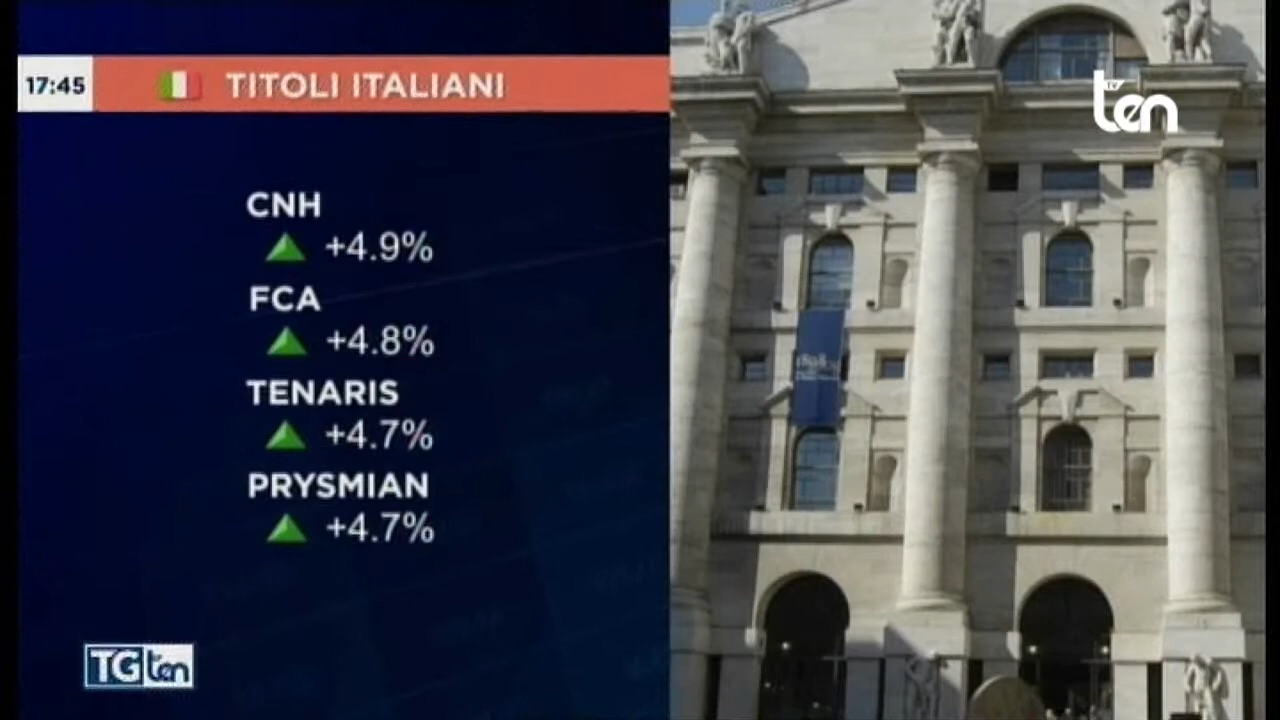 17:45
TITOLI ITALIANI
CNH
+4.9%
FCA
+4.8%
TENARIS
+4.7%
PRYSMIAN
+4.7%
TV
ten
TG ten